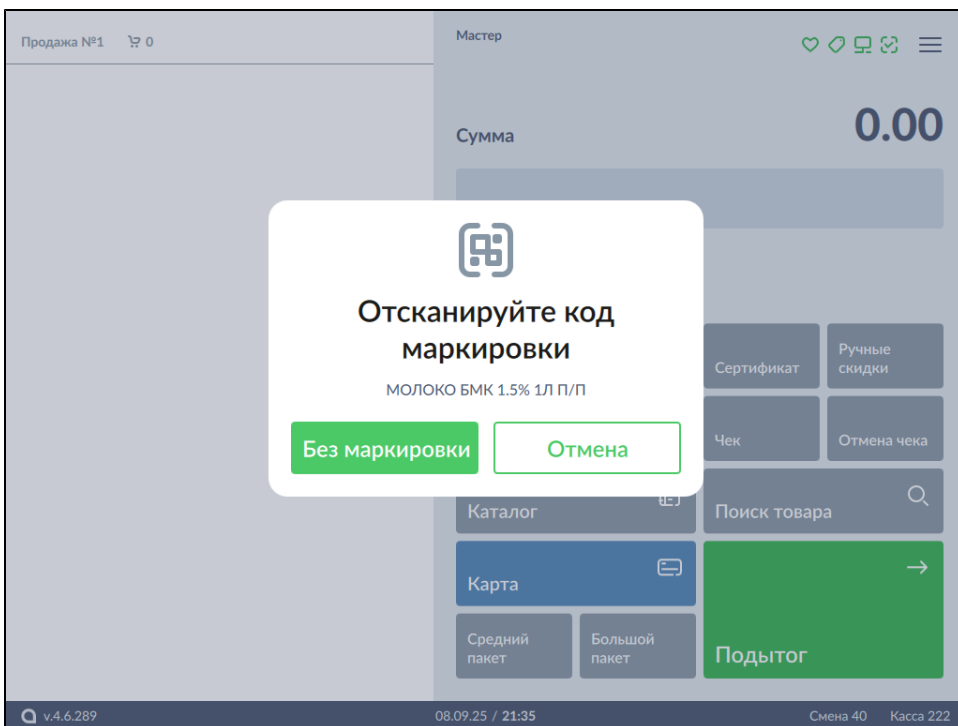 Продажа №1 0
Мастер
Сумма
0.00
Отсканируйте код
маркировки
МОЛОКО БМК 1.5% 1Л П/П
Без маркировки
Отмена
Сертификат
Ручные
скидки
Чек
Отмена чека
Каталог
Поиск товара
Карта
Средний
пакет
Большой
пакет
Подытог
v.4.6.289
08.09.25 / 21:35
Смена 40 Касса 222